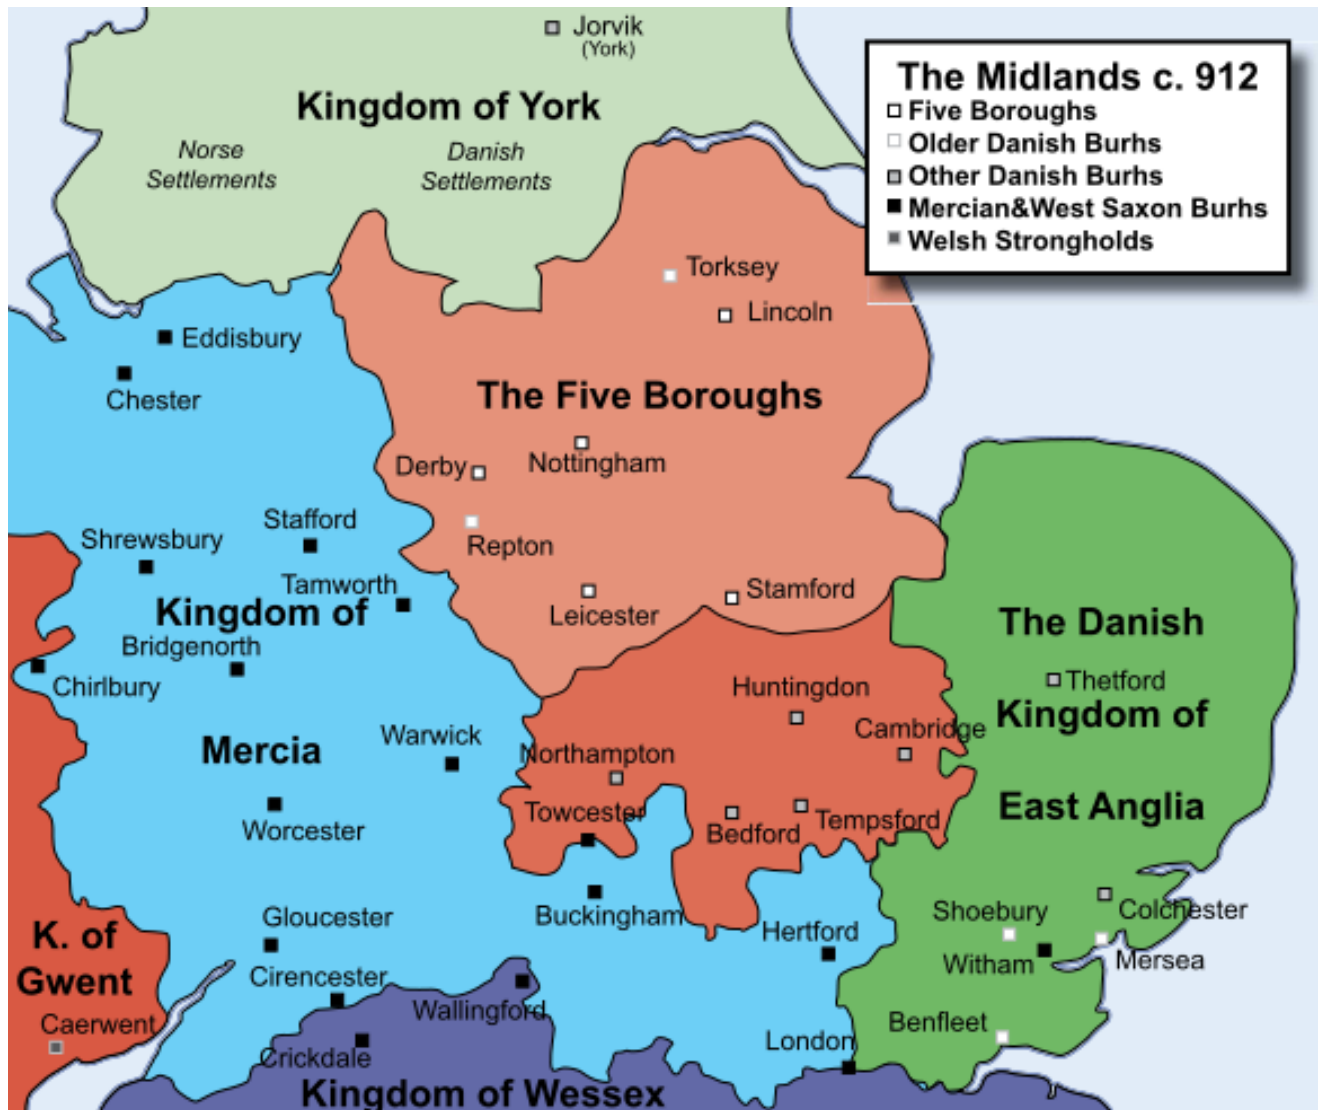 Jorvik
(York)
Kingdom of York
Norse
Settlements
Danish
Settlements
The Midlands c. 912
Five Boroughs
Older Danish Burhs
Other Danish Burhs
Mercian&West Saxon Burhs
Welsh Strongholds
Torksey
Lincoln
Eddisbury
Chester
The Five Boroughs
Nottingham
Derby
Repton
Stafford
Shrewsbury
Tamworth
Leicester
Stamford
Kingdom of
Mercia
Bridgenorth
Chirlbury
The Danish
Kingdom of
East Anglia
Thetford
Huntingdon
Cambridge
Warwick
Northampton
Towcester
Bedford
Tempsford
Worcester
Buckingham
Gloucester
Cirencester
Hertford
Shoebury
Colchester
Witham
Mersea
K. of
Gwent
Caerwent
Wallingford
Crickdale
London
Benfleet
Kingdom of Wessex